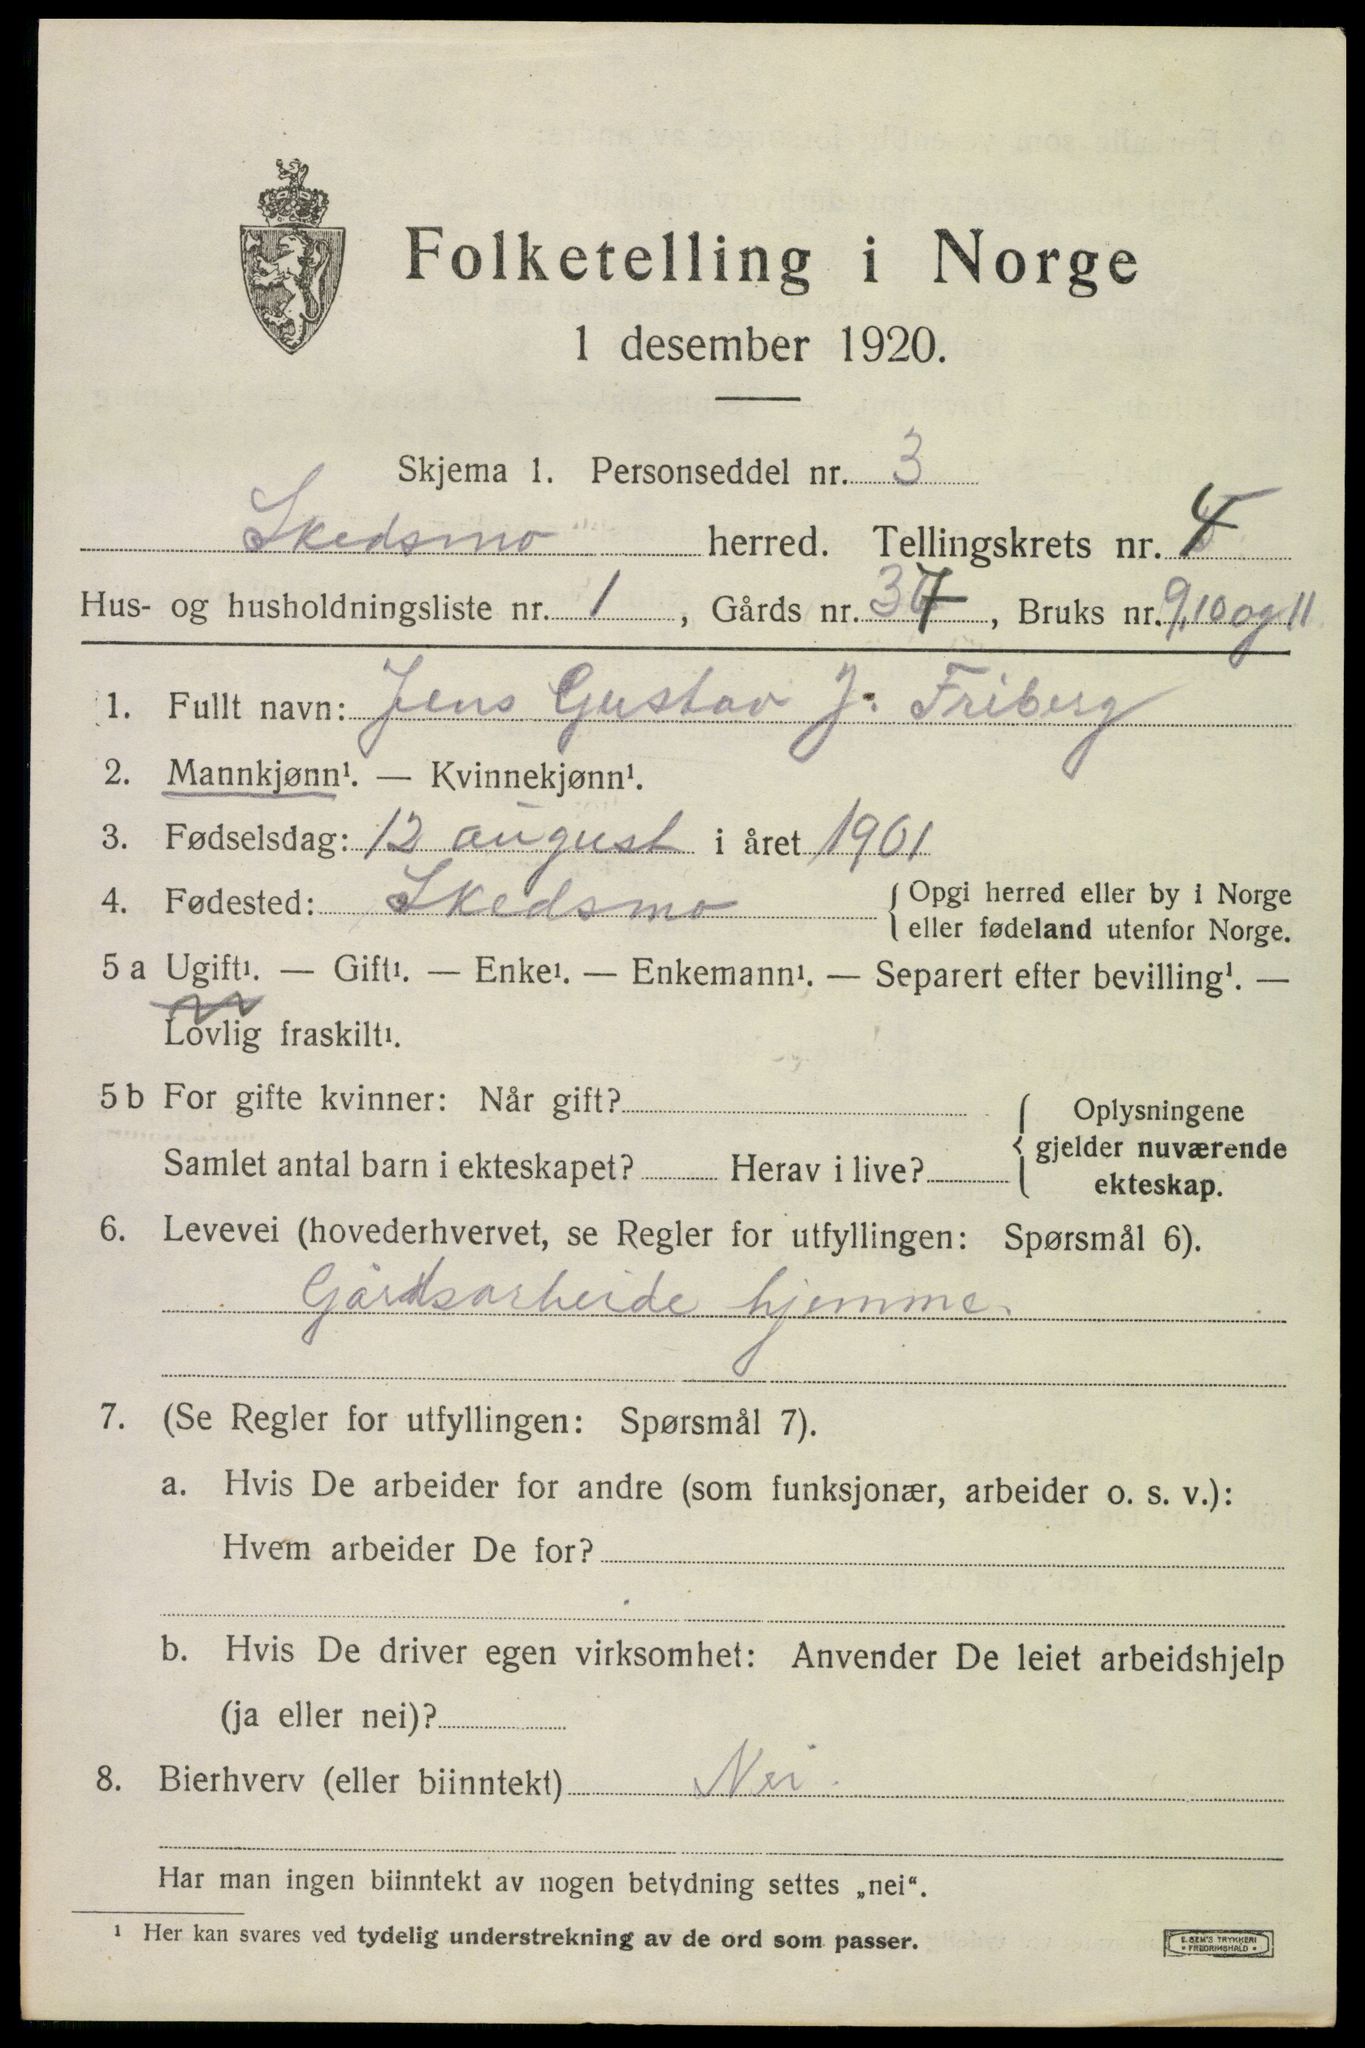 Folketelling i Norge
1 desember 1920.
Skjema 1. Personseddel nr. 3
Skedsmo herred. Tellingskrets nr. 4
Hus- og husholdningsliste nr. 1, Gårds nr. 37, Bruks nr. 9,10 og 11
1. Fullt navn: Jens Gustav J. Friberg
2. Mannkjønn¹. — Kvinnekjønn¹.
3. Fødselsdag: 12 august i året 1901
4. Fødested: Skedsmo { Opgi herred eller by i Norge
eller fødeland utenfor Norge.
5 a Ugift¹. — Gift¹. — Enke¹. — Enkemann¹. — Separert efter bevilling¹. —
Lovlig fraskilt¹.
5 b For gifte kvinner: Når gift? { Oplysningene
gjelder nuværende
Samlet antal barn i ekteskapet? Herav i live?
ekteskap.
6. Levevei (hovederhvervet, se Regler for utfyllingen: Spørsmål 6).
Gårdsarbeide hjemme.
7. (Se Regler for utfyllingen: Spørsmål 7).
a. Hvis De arbeider for andre (som funksjonær, arbeider o. s. v.):
Hvem arbeider De for?
b. Hvis De driver egen virksomhet: Anvender De leiet arbeidshjelp
(ja eller nei)?
8. Bierhverv (eller biinntekt) Nei.
Har man ingen biinntekt av nogen betydning settes „nei“.
¹ Her kan svares ved tydelig understrekning av de ord som passer.
E. SEM'S TRYKKERI
• FREDRIKSHALD •